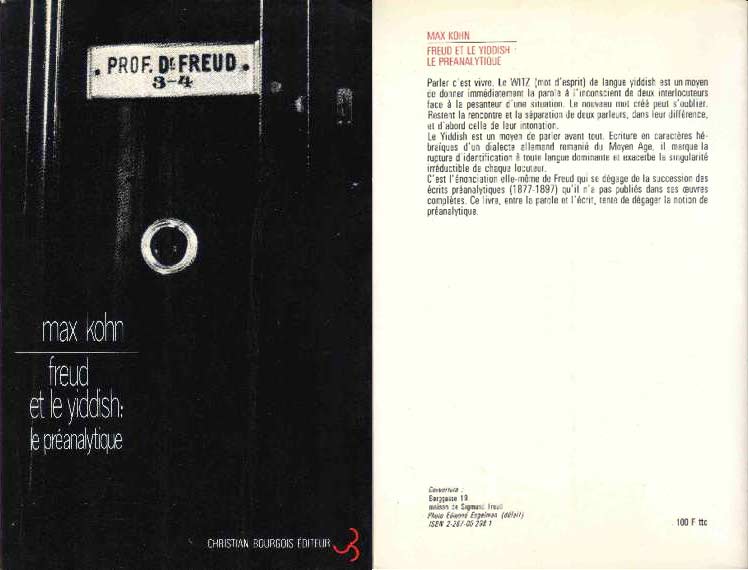 PROF. Dr. FREUD.
3-4
max kohn
freud
et le yiddish:
le préanalytique
CHRISTIAN BOURGOIS ÉDITEUR
MAX KOHN
FREUD ET LE YIDDISH :
LE PREANALYTIQUE
Parler c'est vivre. Le WITZ (mot d'esprit) de langue yiddish est un moyen
de donner immédiatement la parole à l'inconscient de deux interlocuteurs
face à la pesanteur d'une situation. Le nouveau mot créé peut s'oublier.
Restent la rencontre et la séparation de deux parleurs, dans leur différence,
et d'abord celle de leur intonation.
Le Yiddish est un moyen de parler avant tout. Ecriture en caractères hé-
braïques d'un dialecte allemand remanié du Moyen Age, il marque la
rupture d'identification à toute langue dominante et exacerbe la singularité
irréductible de chaque locuteur.
C'est l'énonciation elle-même de Freud qui se dégage de la succession des
écrits préanalytiques (1877-1897) qu'il n'a pas publiés dans ses œuvres
complètes. Ce livre, entre la parole et l'écrit, tente de dégager la notion de
préanalytique.
Couverture :
Berggasse 19
maison de Sigmund Freud
Photo Edmund Engelman (détail)
ISBN 2-267-00
100 F ttc